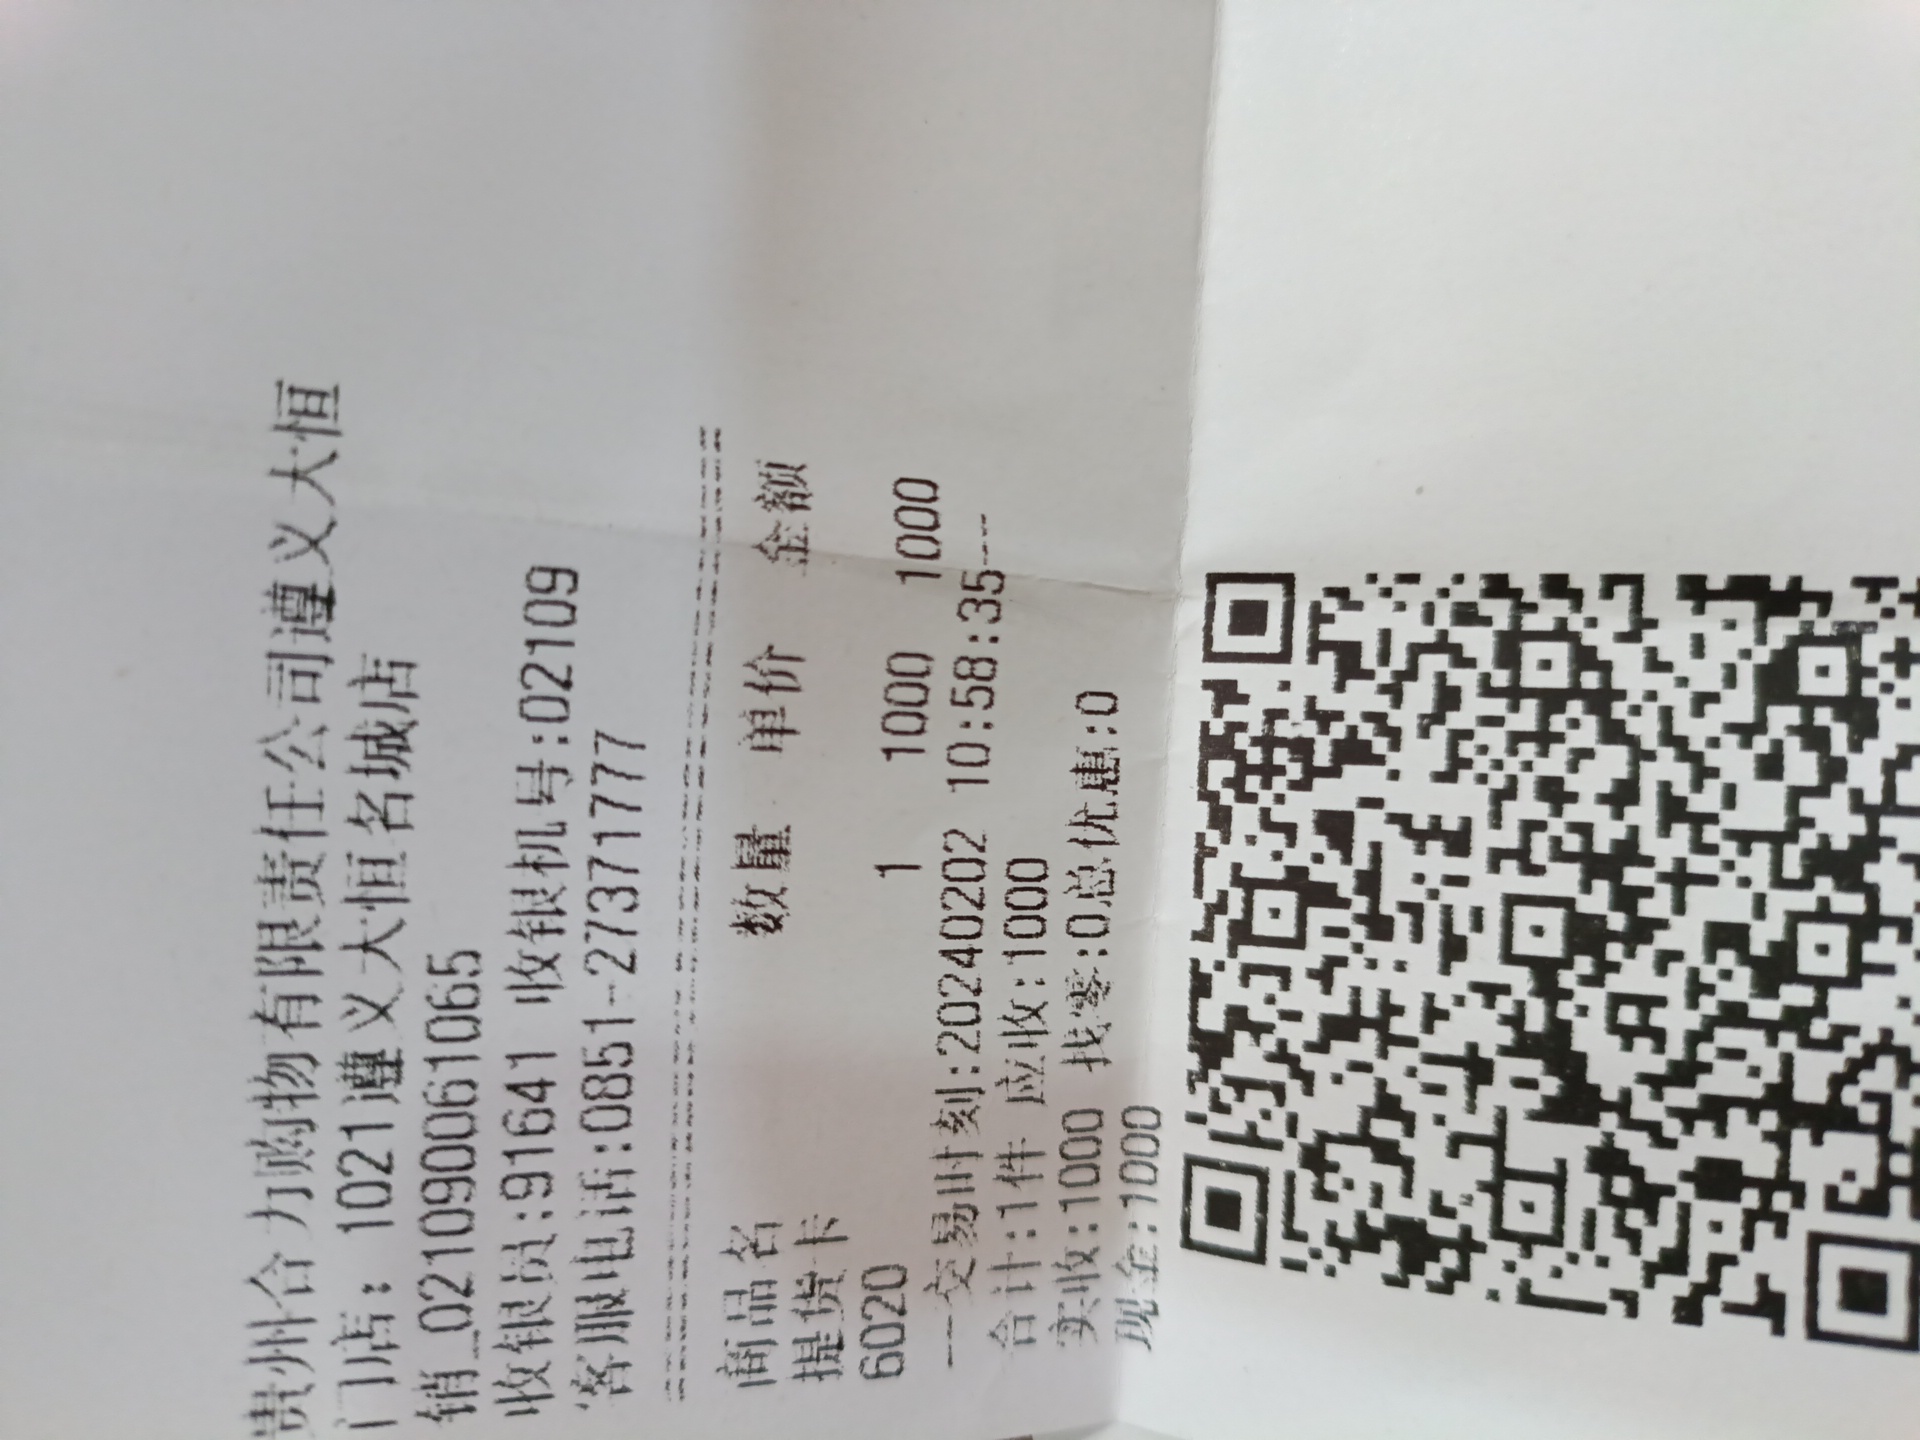 贵州合力购物有限责任公司遵义大恒
门店: 1021遵义大恒名城店
销_021090061065
收银员:91641 收银机号:02109
客服电话:0851-27371777
商品名 数量 单价 金额
提货卡
6020 1 1000 1000
一交易时刻:20240202 10:58:35---
合计:1件 应收:1000
实收:1000 找零:0总优惠:0
现金:1000